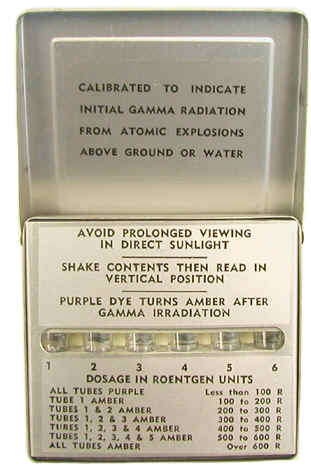 CALIBRATED TO INDICATE
INITIAL GAMMA RADIATION
FROM ATOMIC EXPLOSIONS
ABOVE GROUND OR WATER
AVOID PROLONGED VIEWING
IN DIRECT SUNLIGHT
SHAKE CONTENTS THEN READ IN
VERTICAL POSITION
PURPLE DYE TURNS AMBER AFTER
GAMMA IRRADIATION
1 2 3 4 5 6
DOSAGE IN ROENTGEN UNITS
ALL TUBES PURPLE Less than 100 R
TUBE 1 AMBER 100 to 200 R
TUBES 1 & 2 AMBER 200 to 300 R
TUBES 1, 2 & 3 AMBER 300 to 400 R
TUBES 1, 2, 3 & 4 AMBER 400 to 500 R
TUBES 1, 2, 3, 4 & 5 AMBER 500 to 600 R
ALL TUBES AMBER Over 600 R